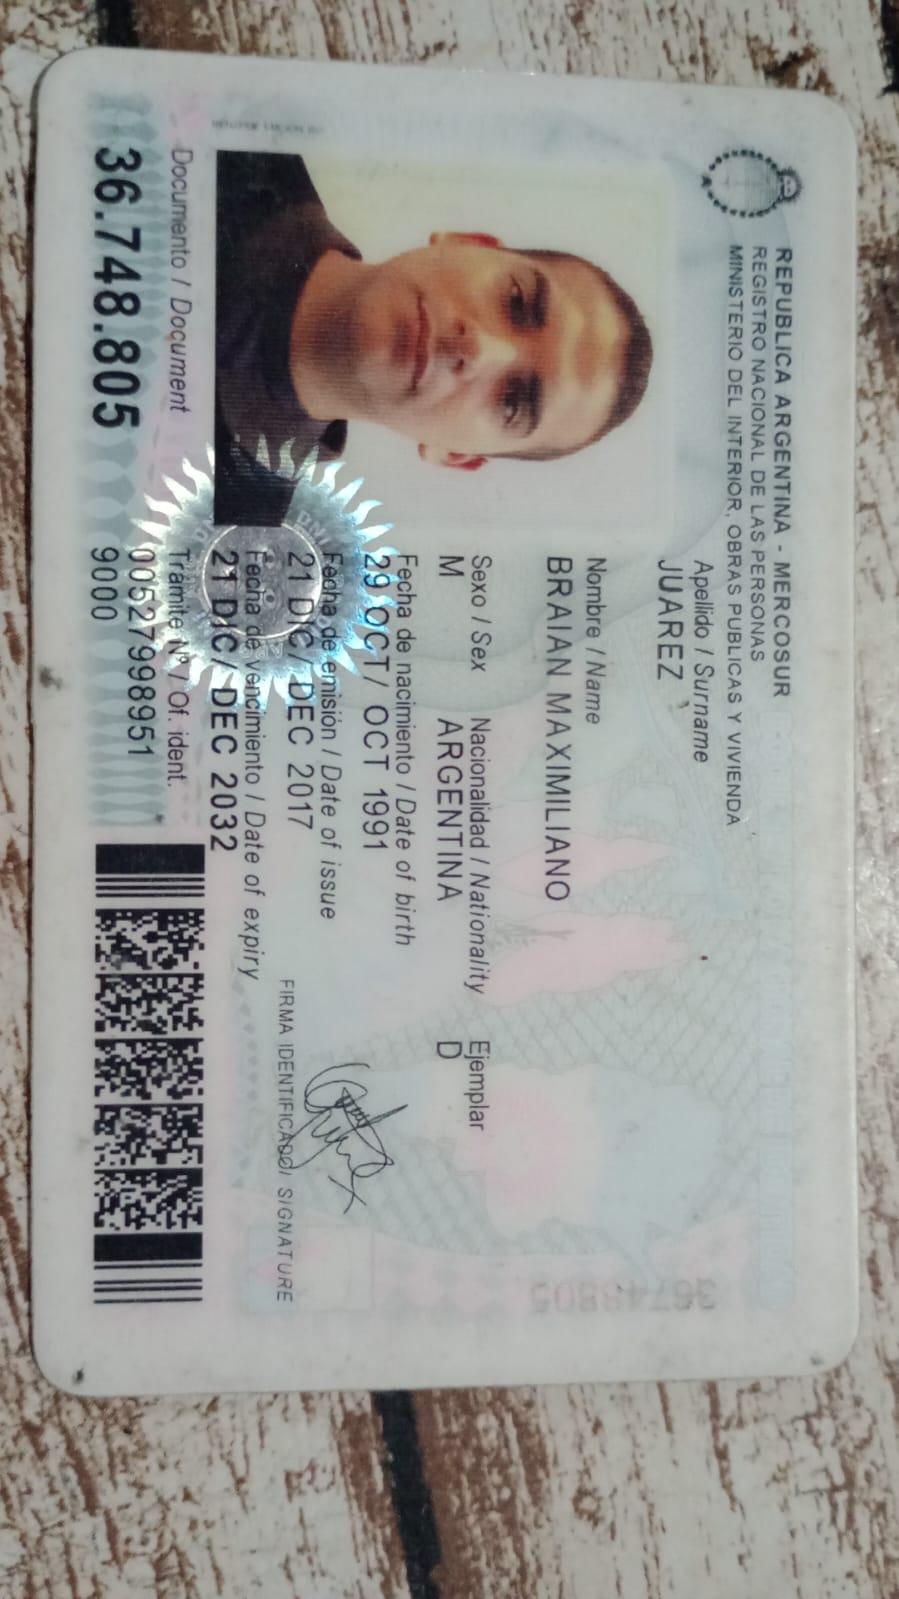 REPUBLICA ARGENTINA - MERCOSUR
REGISTRO NACIONAL DE LAS PERSONAS
MINISTERIO DEL INTERIOR, OBRAS PUBLICAS Y VIVIENDA
Apellido / Surname
JUAREZ
Nombre / Name
BRAIAN MAXIMILIANO
Sexo / Sex Nacionalidad / Nationality Ejemplar
M ARGENTINA D
Fecha de nacimiento / Date of birth
29 OCT/ OCT 1991
Fecha de emisión / Date of issue
21 DIC/ DEC 2017
Fecha de vencimiento / Date of expiry
21 DIC/ DEC 2032
FIRMA IDENTIFICADO/ SIGNATURE
Documento / Document
36.748.805
Trámite Nº / Of. ident.
00527998951
9000
36748805